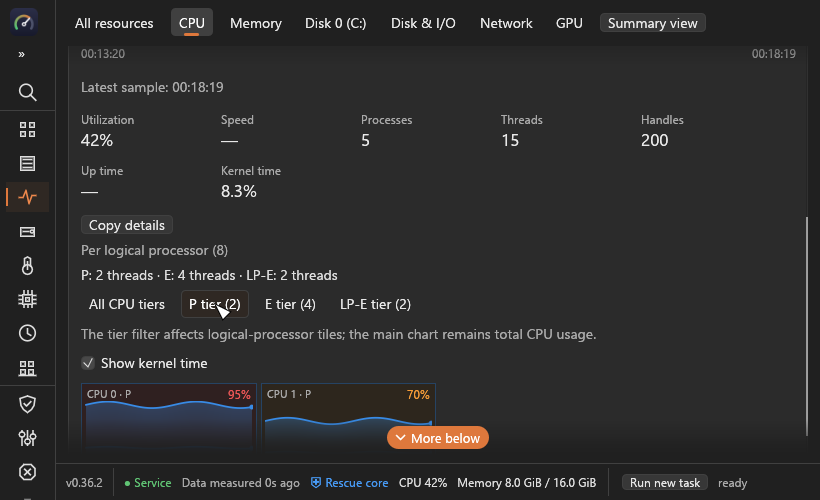 All resources CPU Memory Disk 0 (C:) Disk & I/O Network GPU Summary view
»
00:13:20 00:18:19
Latest sample: 00:18:19
Utilization Speed Processes Threads Handles
42% — 5 15 200
Up time Kernel time
— 8.3%
Copy details
Per logical processor (8)
P: 2 threads · E: 4 threads · LP-E: 2 threads
All CPU tiers P tier (2) E tier (4) LP-E tier (2)
The tier filter affects logical-processor tiles; the main chart remains total CPU usage.
Show kernel time
CPU 0 · P 95% CPU 1 · P 70%
More below
v0.36.2 Service Data measured 0s ago Rescue core CPU 42% Memory 8.0 GiB / 16.0 GiB Run new task ready